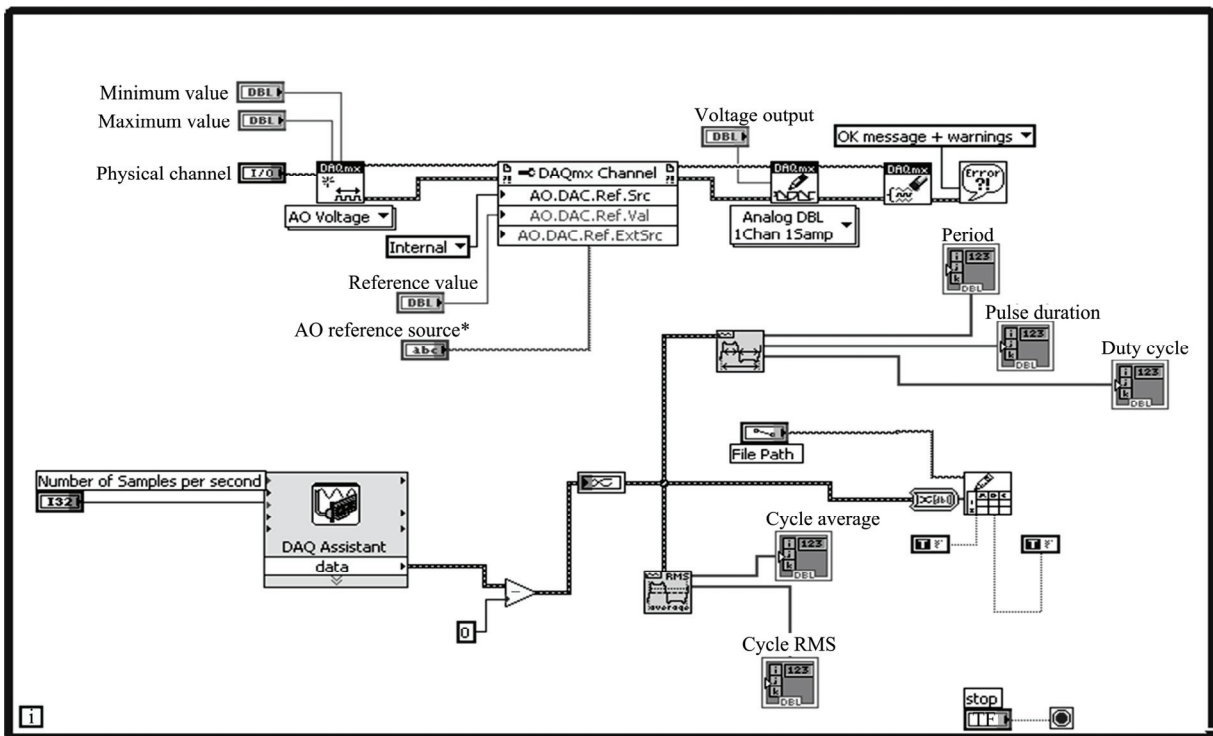 Minimum value
DBL
Maximum value
DBL
Physical channel
I/O
DAQmx
AO Voltage
DAQmx Channel
AO.DAC.Ref.Src
AO.DAC.Ref.Val
AO.DAC.Ref.ExtSrc
Internal
Reference value
DBL
AO reference source*
abc
Voltage output
DBL
DAQmx
Analog DBL
1Chan 1Samp
DAQmx
OK message + warnings
Error
?!
Period
i
j
k
123
DBL
Pulse duration
i
j
k
123
DBL
Duty cycle
i
j
k
123
DBL
File Path
Number of Samples per second
I32
DAQ Assistant
data
0
Cycle average
i
j
k
123
DBL
RMS
average
Cycle RMS
i
j
k
123
DBL
T
T
stop
TF
i